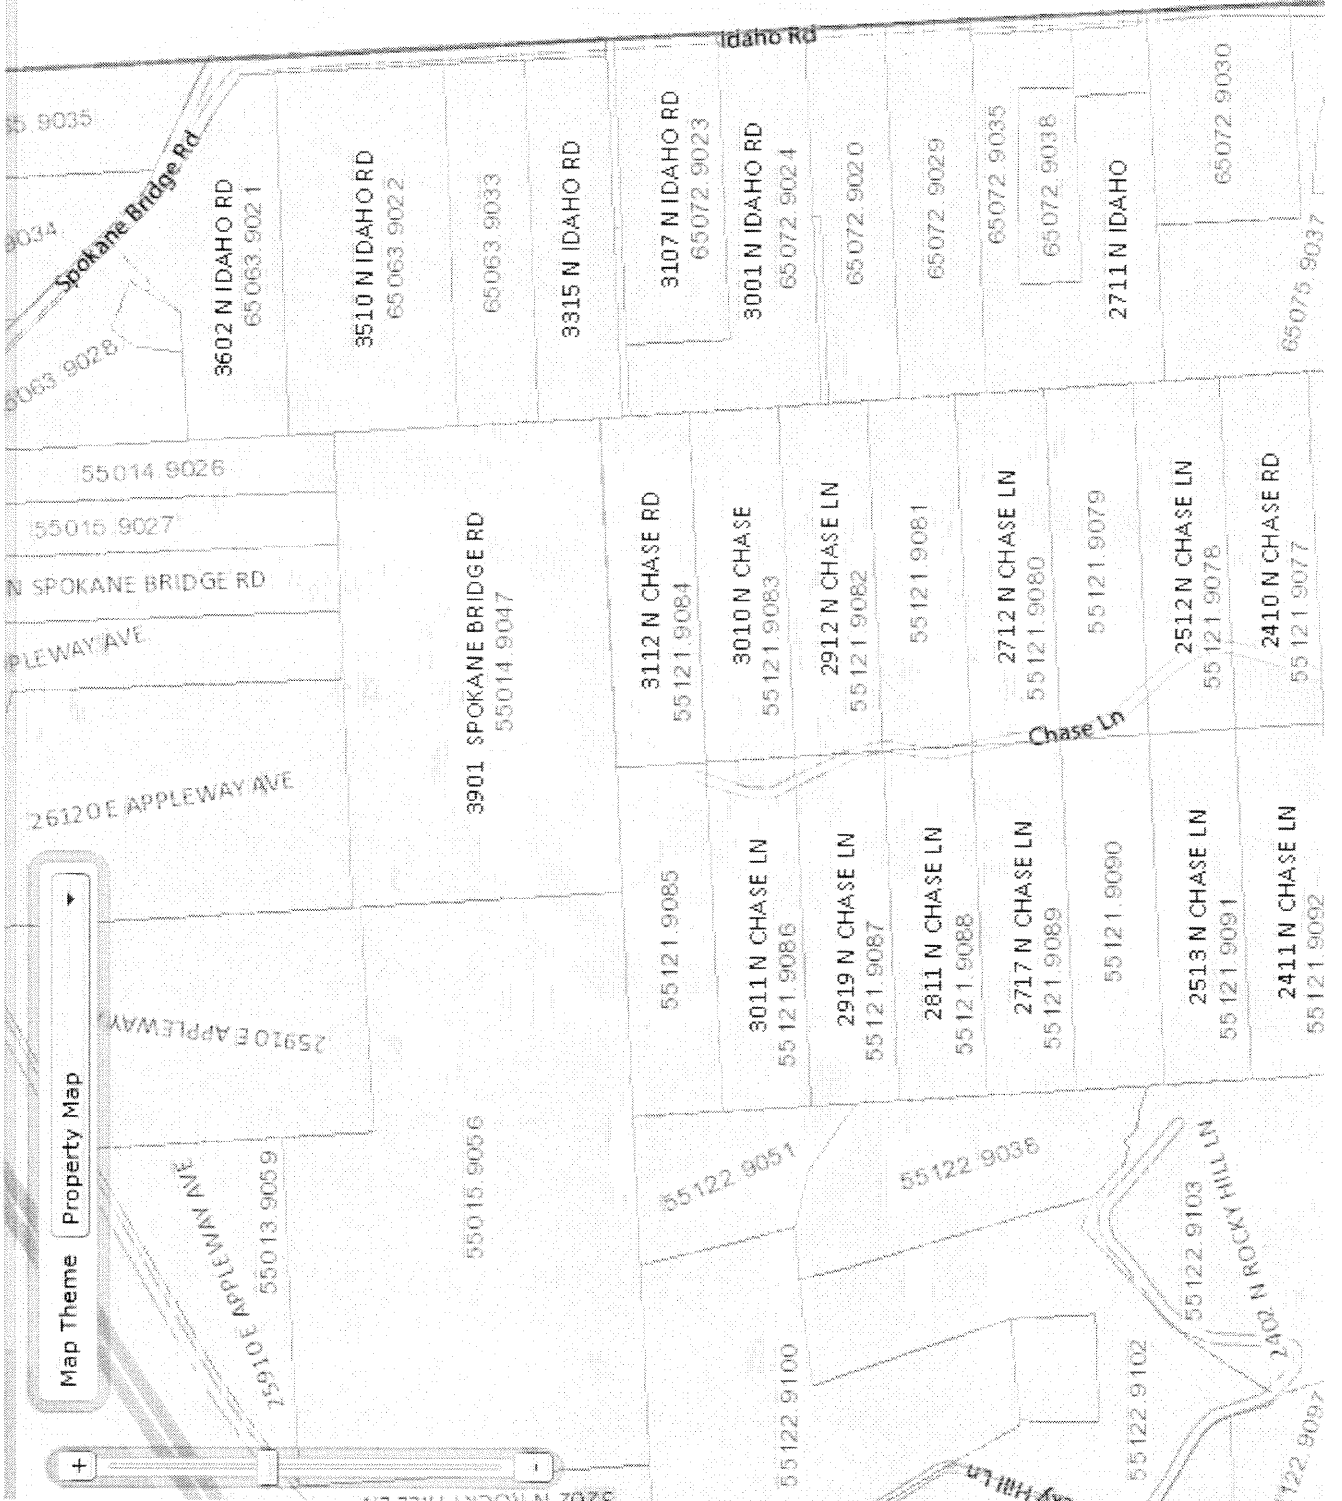 Map Theme
Property Map
+
-
Idaho Rd
Spokane Bridge Rd
3602 N IDAHO RD
65063.9021
3510 N IDAHO RD
65063.9022
65063.9033
3315 N IDAHO RD
3107 N IDAHO RD
65072.9023
3001 N IDAHO RD
65072.9024
65072.9020
65072.9029
65072.9035
65072.9038
2711 N IDAHO
65072.9030
65075.9037
55014.9026
55015.9027
N SPOKANE BRIDGE RD
26120 E APPLEWAY AVE
3901 SPOKANE BRIDGE RD
55014.9047
3112 N CHASE RD
55121.9084
3010 N CHASE
55121.9083
2912 N CHASE LN
55121.9082
55121.9081
2712 N CHASE LN
55121.9080
55121.9079
2512 N CHASE LN
55121.9078
2410 N CHASE RD
55121.9077
Chase Ln
55121.9085
3011 N CHASE LN
55121.9086
2919 N CHASE LN
55121.9087
2811 N CHASE LN
55121.9088
2717 N CHASE LN
55121.9089
55121.9090
2513 N CHASE LN
55121.9091
2411 N CHASE LN
55121.9092
25910 E APPLEWAY
25910 E APPLEWAY AVE
55013.9059
55015.9056
55122.9051
55122.9036
55122.9103
2402 N ROCKY HILL LN
55122.9100
55122.9102
Hill Ln